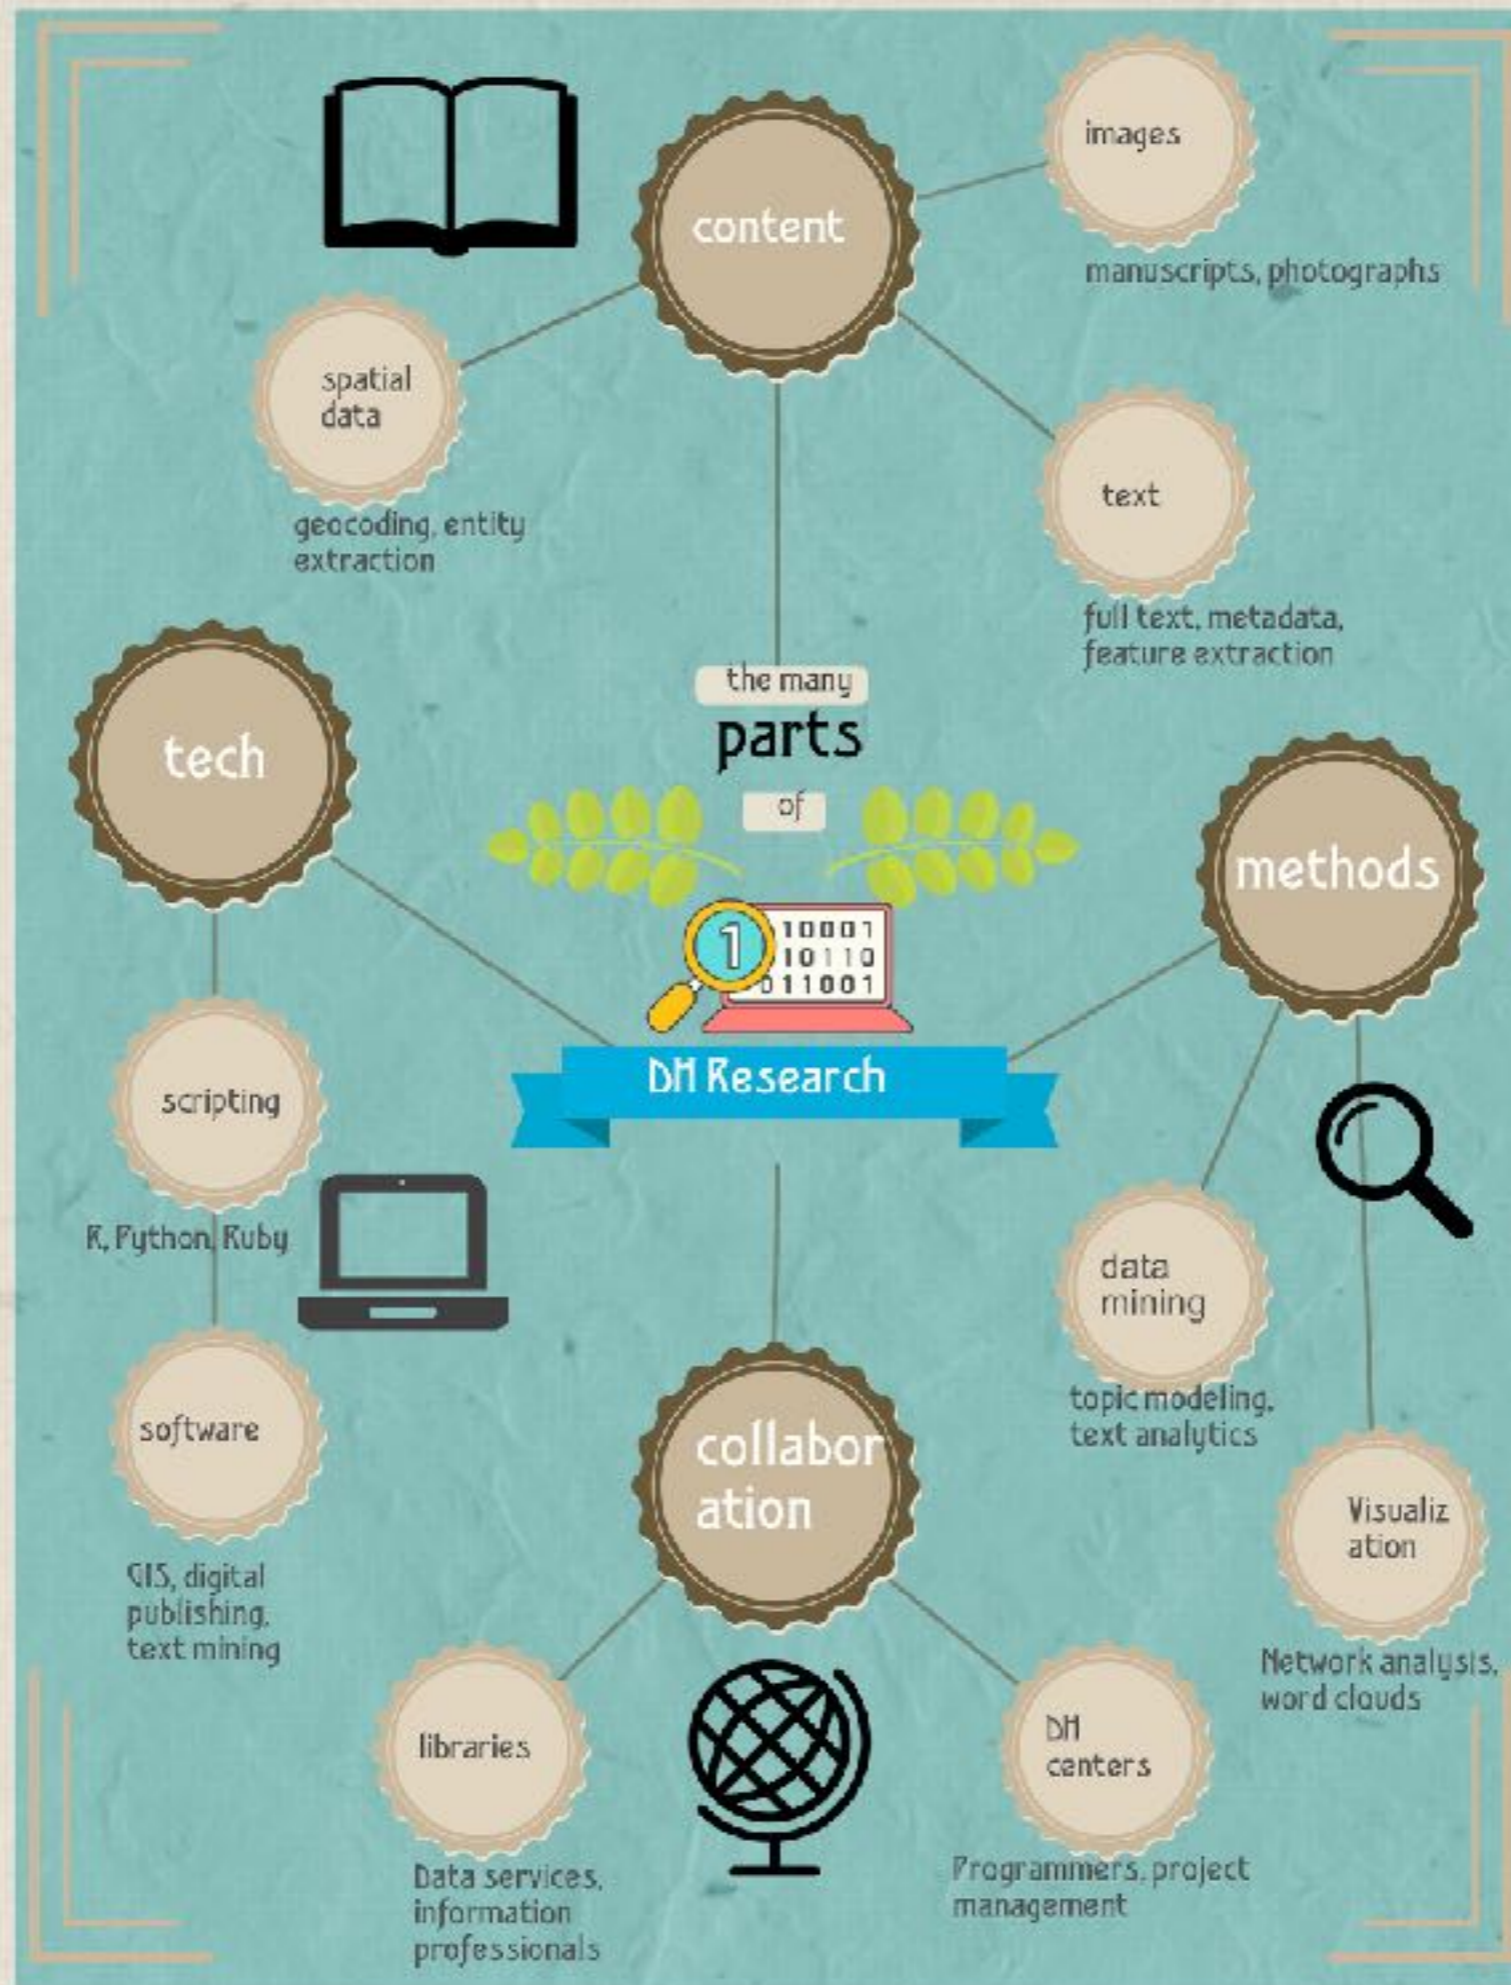 images
content
manuscripts, photographs
spatial
data
text
geocoding, entity
extraction
full text, metadata,
feature extraction
the many
parts
of
tech
methods
1
10001
10110
011001
DH Research
scripting
R, Python, Ruby
data
mining
topic modeling,
text analytics
software
GIS, digital
publishing,
text mining
collabor
ation
Visualiz
ation
Network analysis,
word clouds
libraries
Data services,
information
professionals
DH
centers
Programmers, project
management